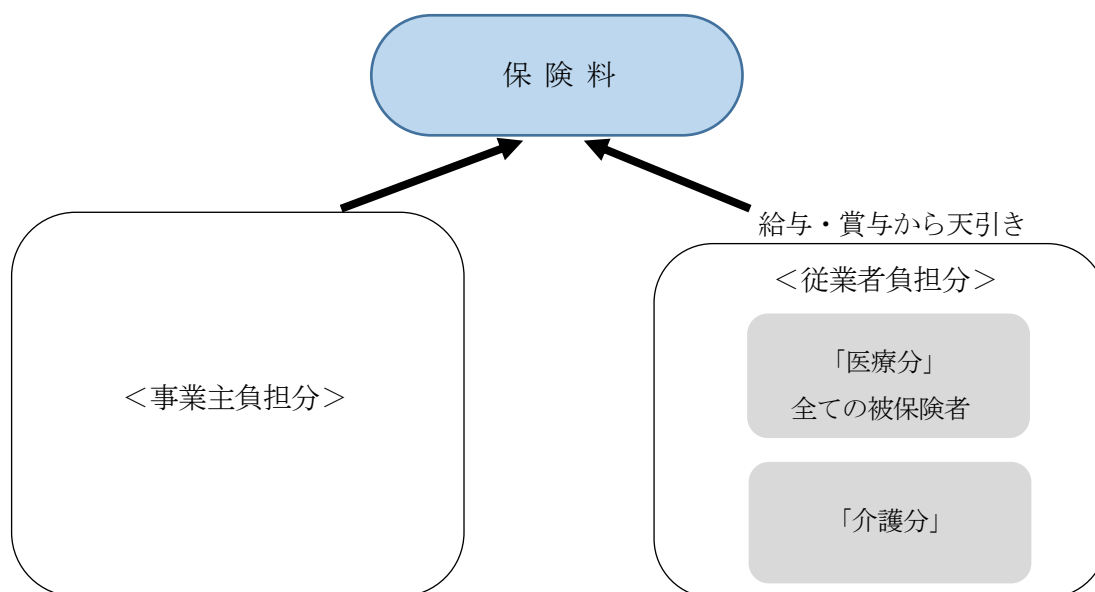 保 険 料
給与・賞与から天引き
＜事業主負担分＞
＜従業者負担分＞
「医療分」
全ての被保険者
「介護分」